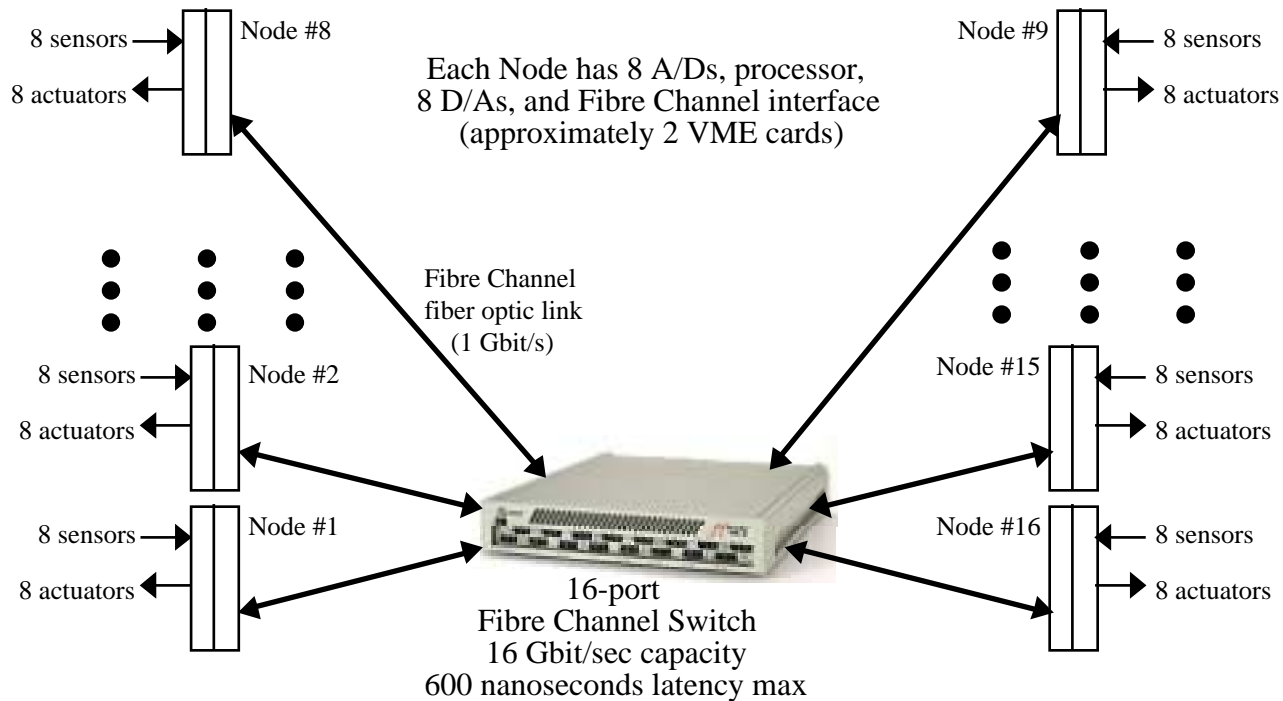 Node #8
8 sensors
8 actuators
Each Node has 8 A/Ds, processor,
8 D/As, and Fibre Channel interface
(approximately 2 VME cards)
Node #9
8 sensors
8 actuators
Fibre Channel
fiber optic link
(1 Gbit/s)
Node #2
8 sensors
8 actuators
Node #15
8 sensors
8 actuators
Node #1
8 sensors
8 actuators
Node #16
8 sensors
8 actuators
16-port
Fibre Channel Switch
16 Gbit/sec capacity
600 nanoseconds latency max